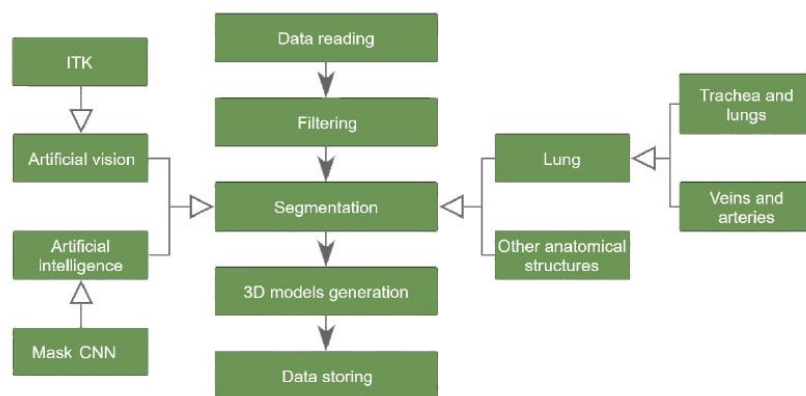 Data reading
ITK
Filtering
Trachea and
lungs
Artificial vision
Lung
Segmentation
Veins and
arteries
Artificial
intelligence
Other anatomical
structures
3D models generation
Mask CNN
Data storing